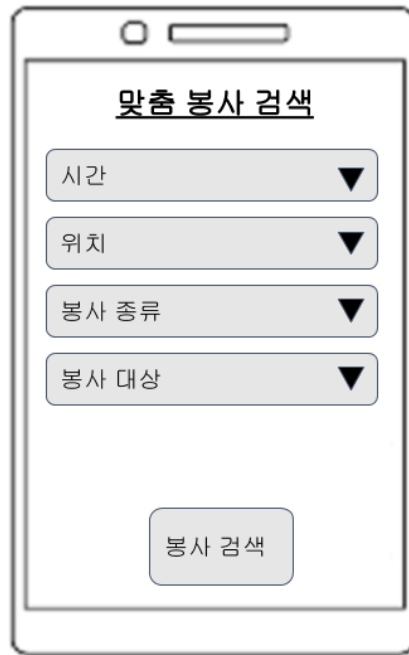 맞춤 봉사 검색
시간
위치
봉사 종류
봉사 대상
봉사 검색